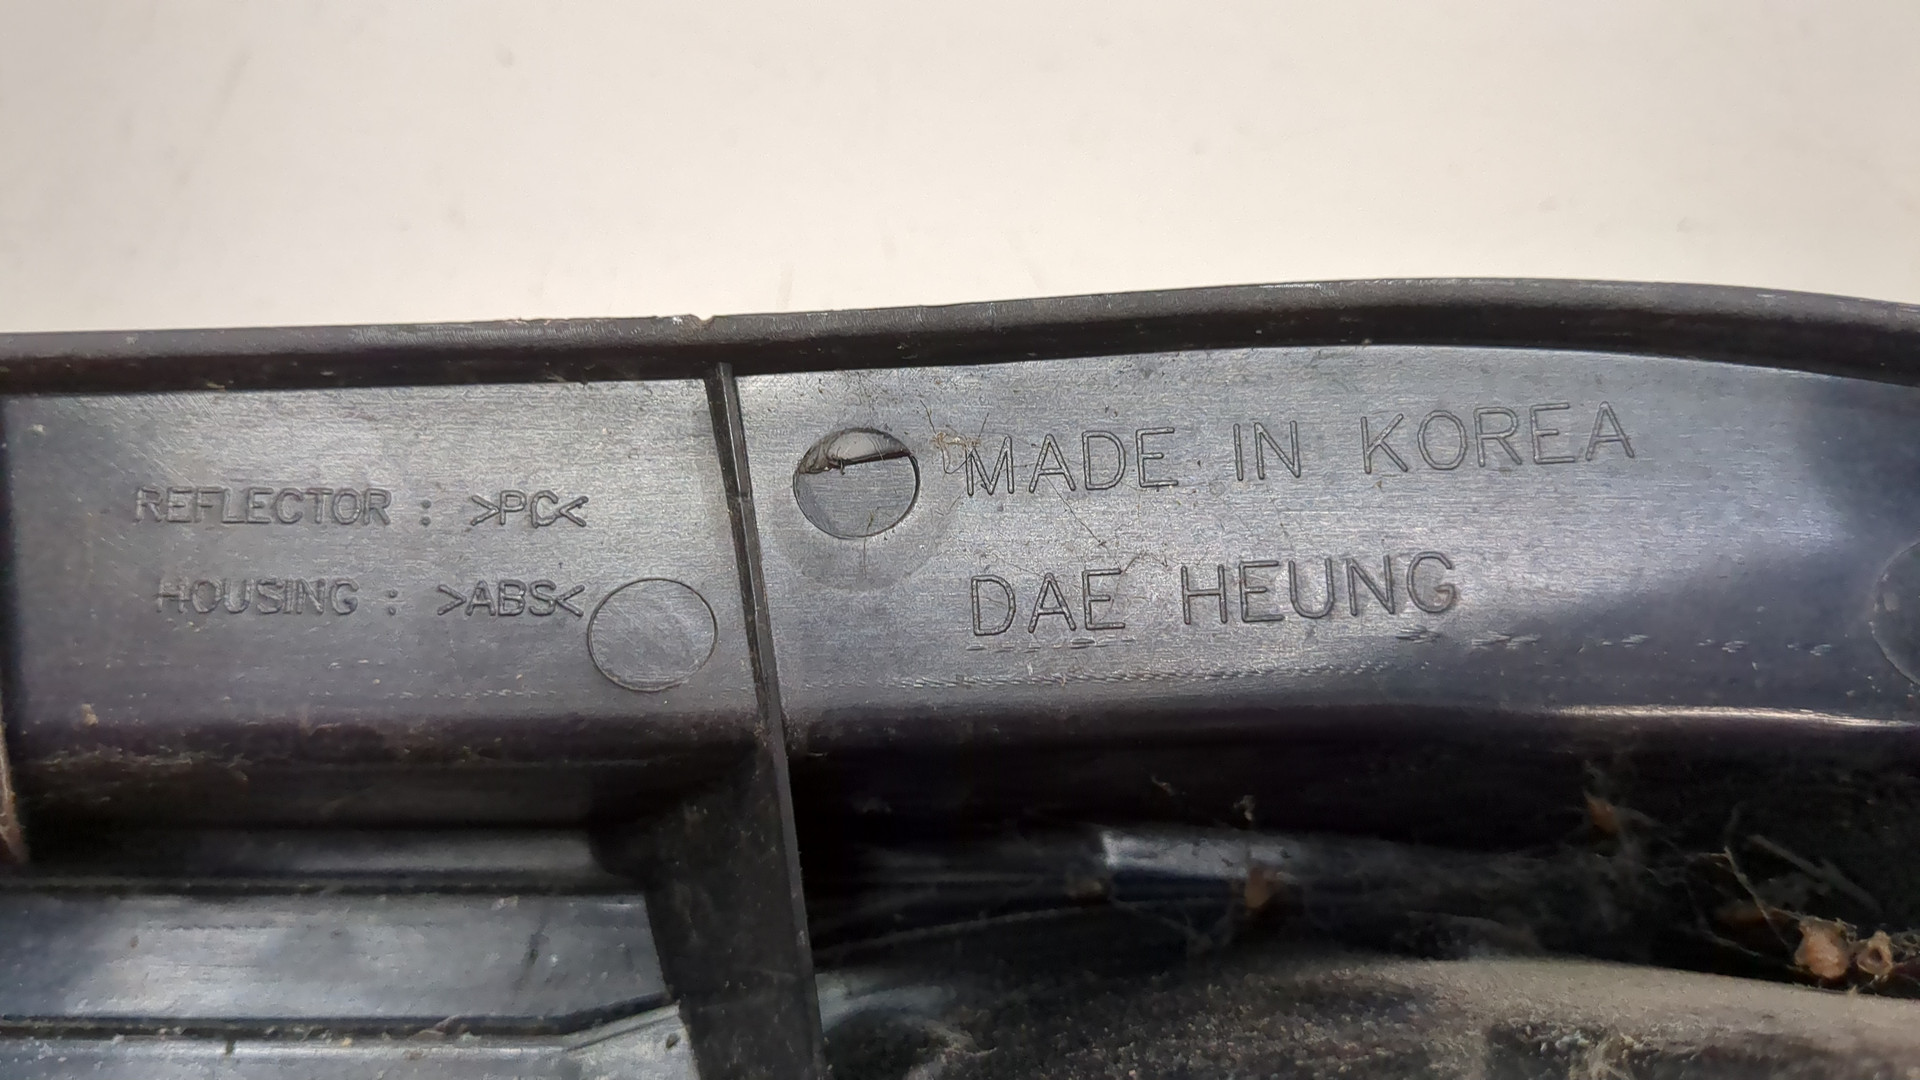 REFLECTOR : >PC<
HOUSING : >ABS<
MADE IN KOREA
DAE HEUNG